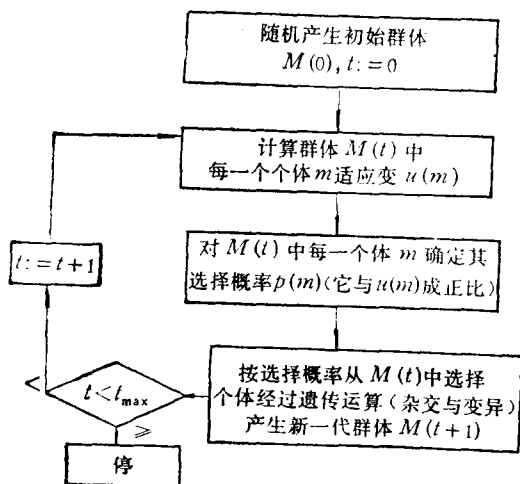 随机产生初始群体
M(0), t:=0
计算群体 M(t) 中
每一个个体 m 适应变 u(m)
对 M(t) 中每一个体 m 确定其
选择概率 p(m)(它与u(m)成正比)
按选择概率从 M(t)中选择
个体经过遗传运算(杂交与变异)
产生新一代群体 M(t+1)
t<t_max
<
≥
t:=t+1
停